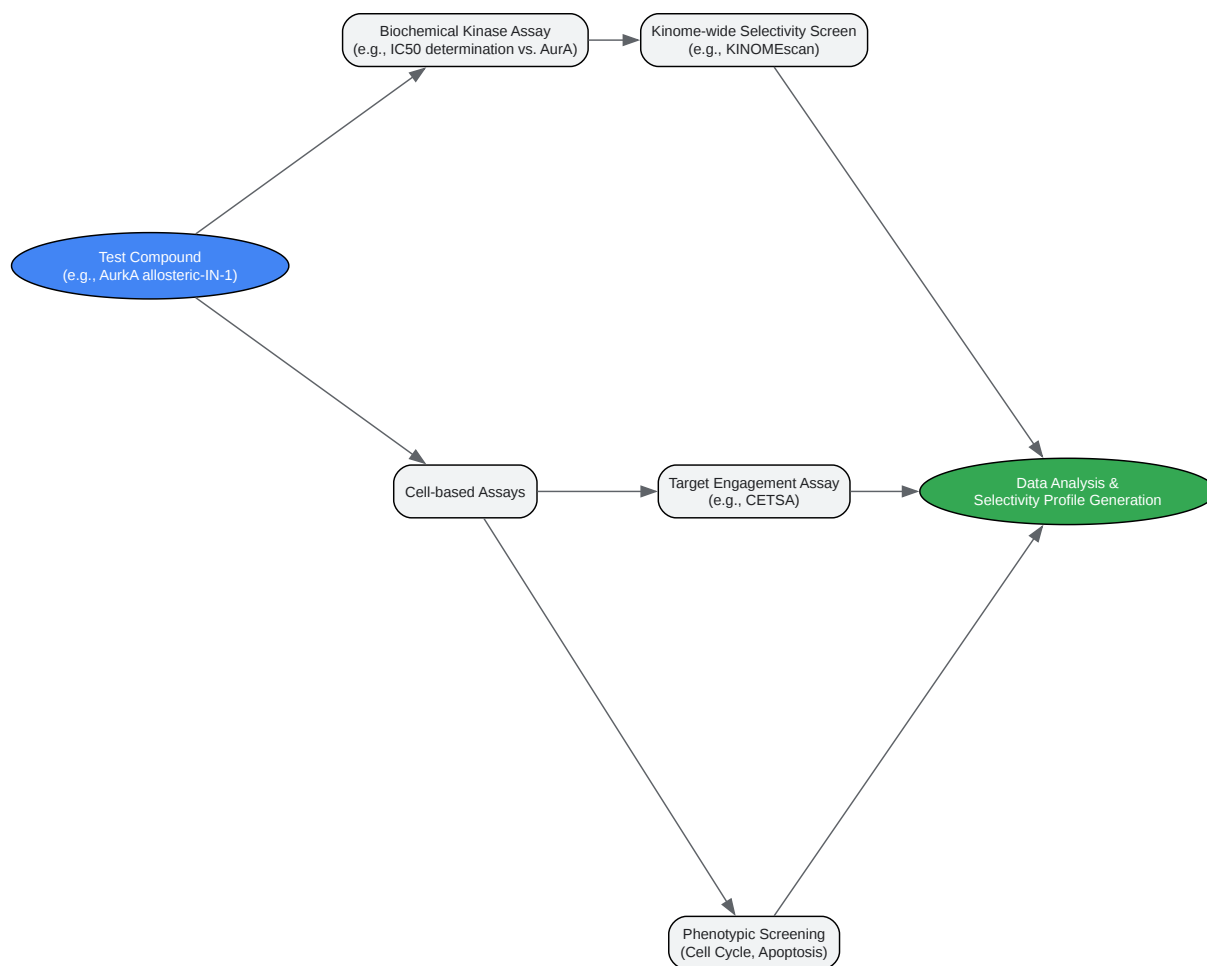 Biochemical Kinase Assay
(e.g., IC50 determination vs. AurA)
Kinome-wide Selectivity Screen
(e.g., KINOMEscan)
Test Compound
(e.g., AurkA allosteric-IN-1)
Cell-based Assays
Target Engagement Assay
(e.g., CETSA)
Data Analysis &
Selectivity Profile Generation
Phenotypic Screening
(Cell Cycle, Apoptosis)